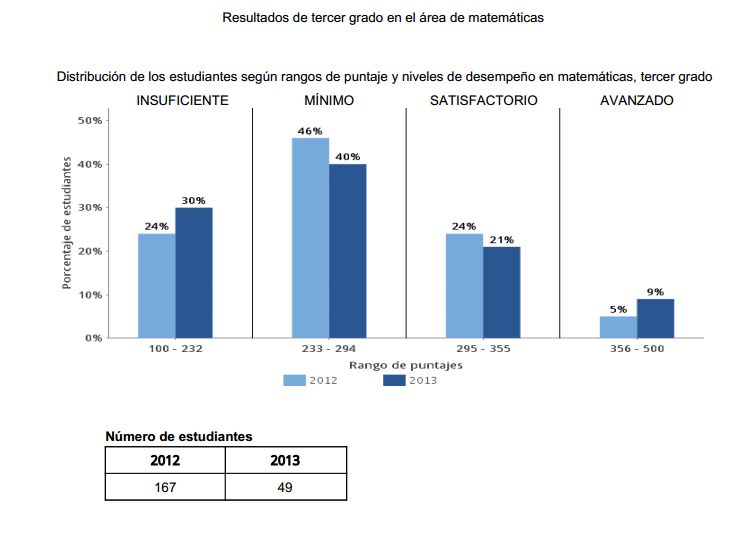 Resultados de tercer grado en el área de matemáticas
Distribución de los estudiantes según rangos de puntaje y niveles de desempeño en matemáticas, tercer grado
INSUFICIENTE MÍNIMO SATISFACTORIO AVANZADO
50%
46%
40% 40%
30% 30%
24% 24%
21%
20%
10% 9%
5%
0%
Porcentaje de estudiantes
100 - 232 233 - 294 295 - 355 356 - 500
Rango de puntajes
2012 2013
Número de estudiantes
2012 2013
167 49